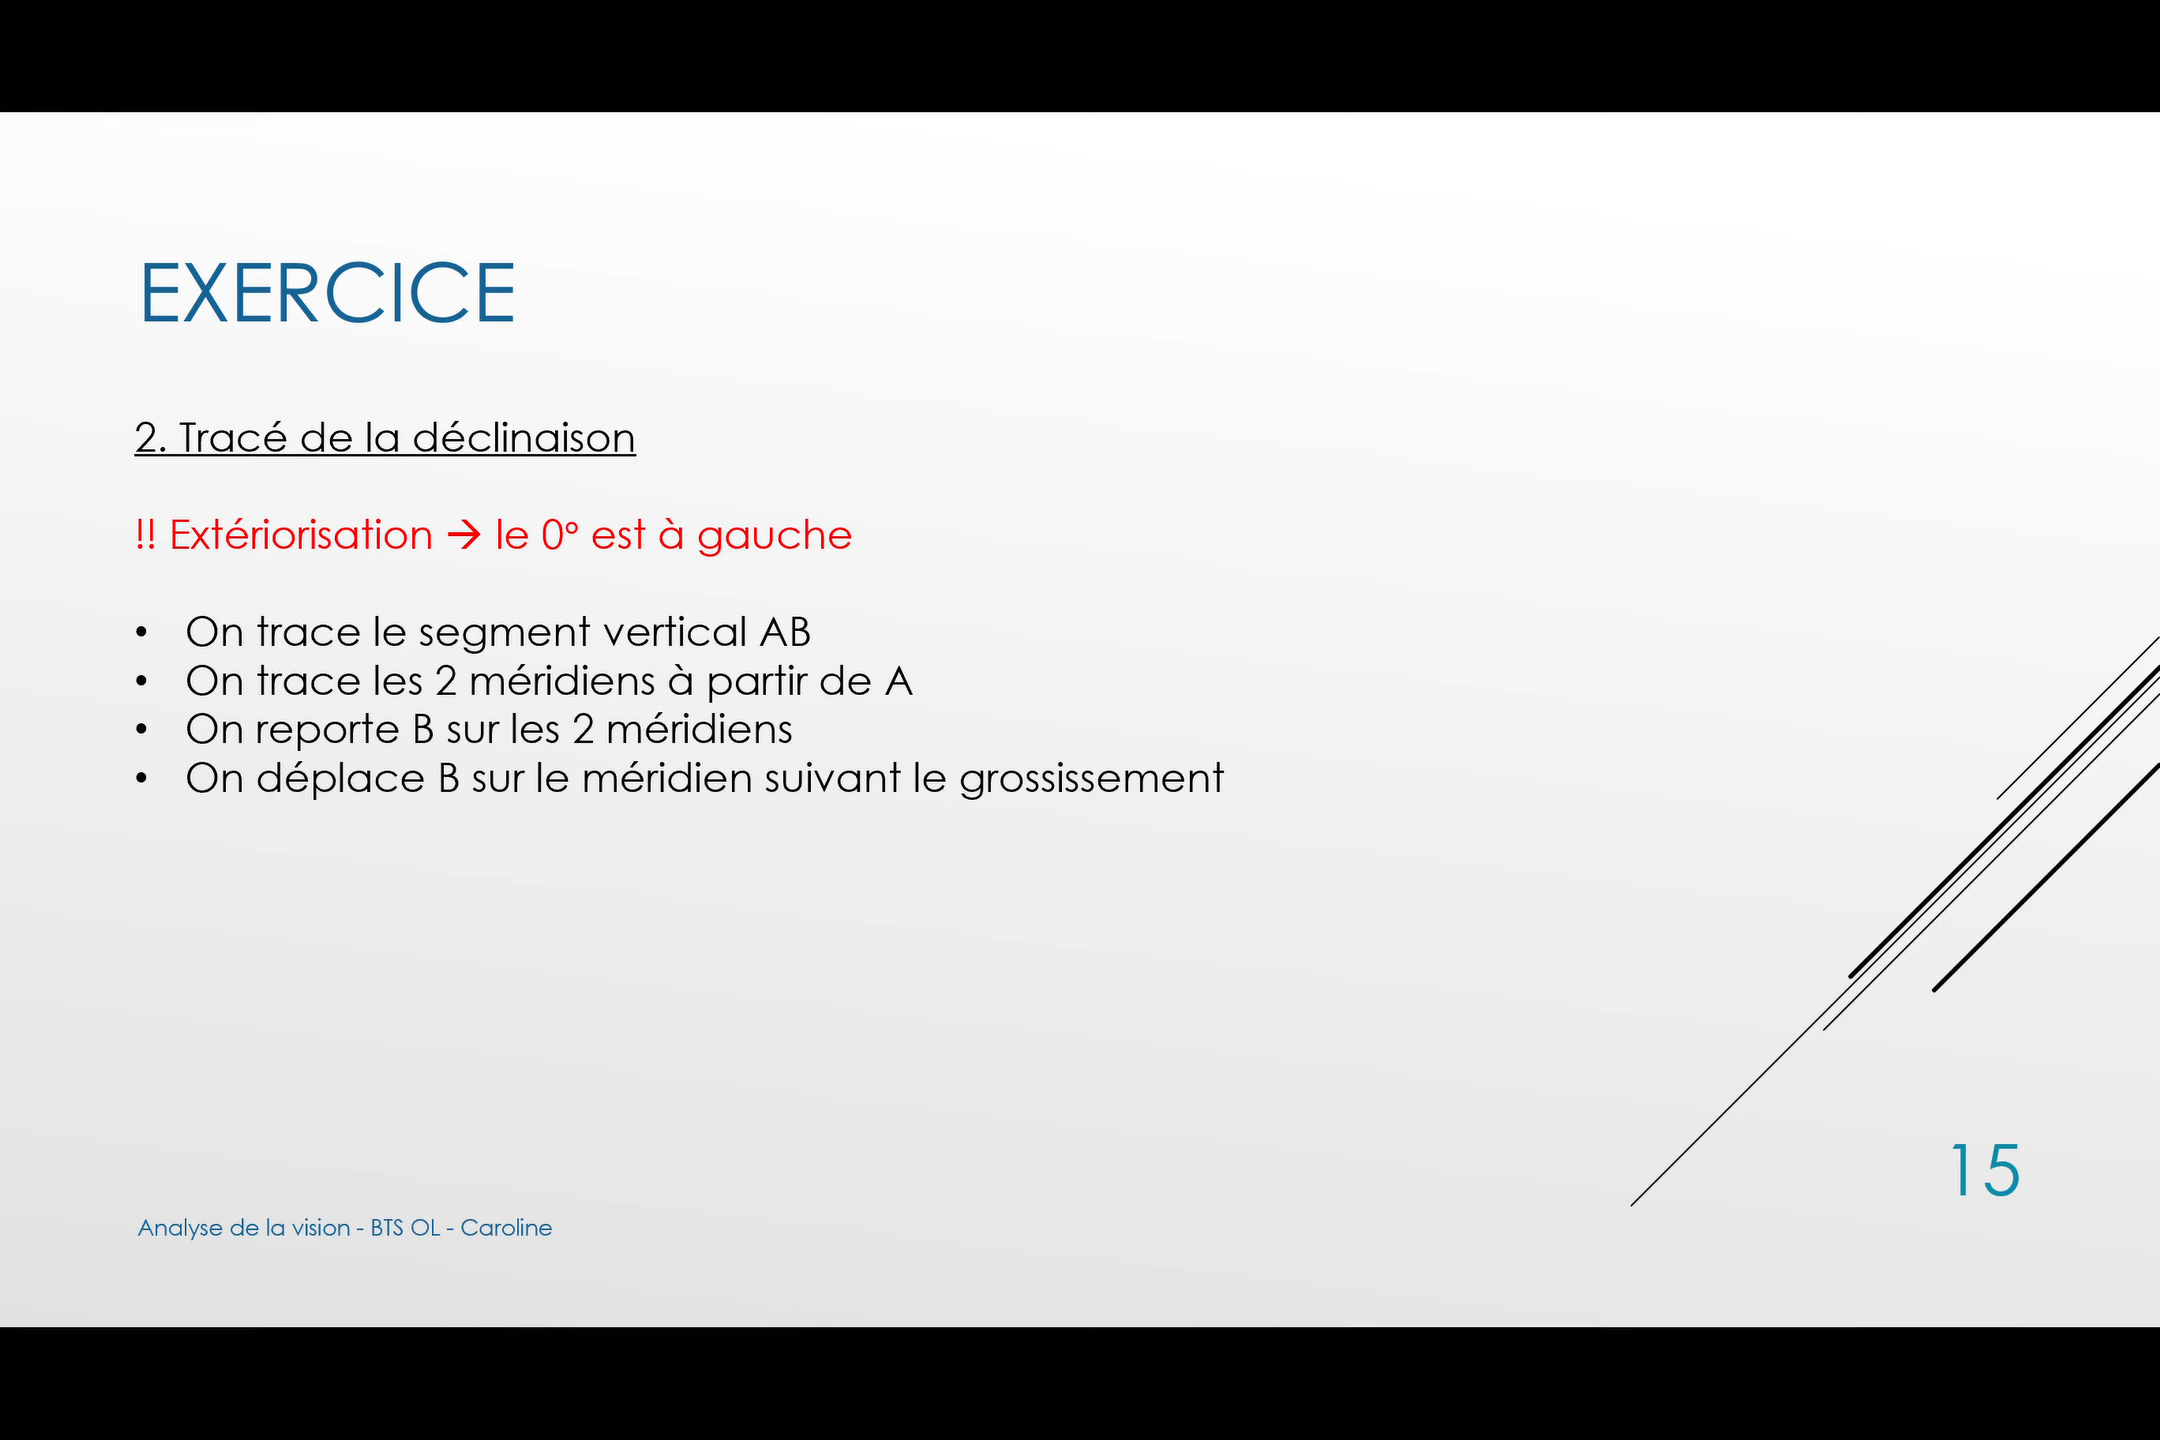 EXERCICE
2. Tracé de la déclinaison
!! Extériorisation → le 0° est à gauche
• On trace le segment vertical AB
• On trace les 2 méridiens à partir de A
• On reporte B sur les 2 méridiens
• On déplace B sur le méridien suivant le grossissement
15
Analyse de la vision - BTS OL - Caroline